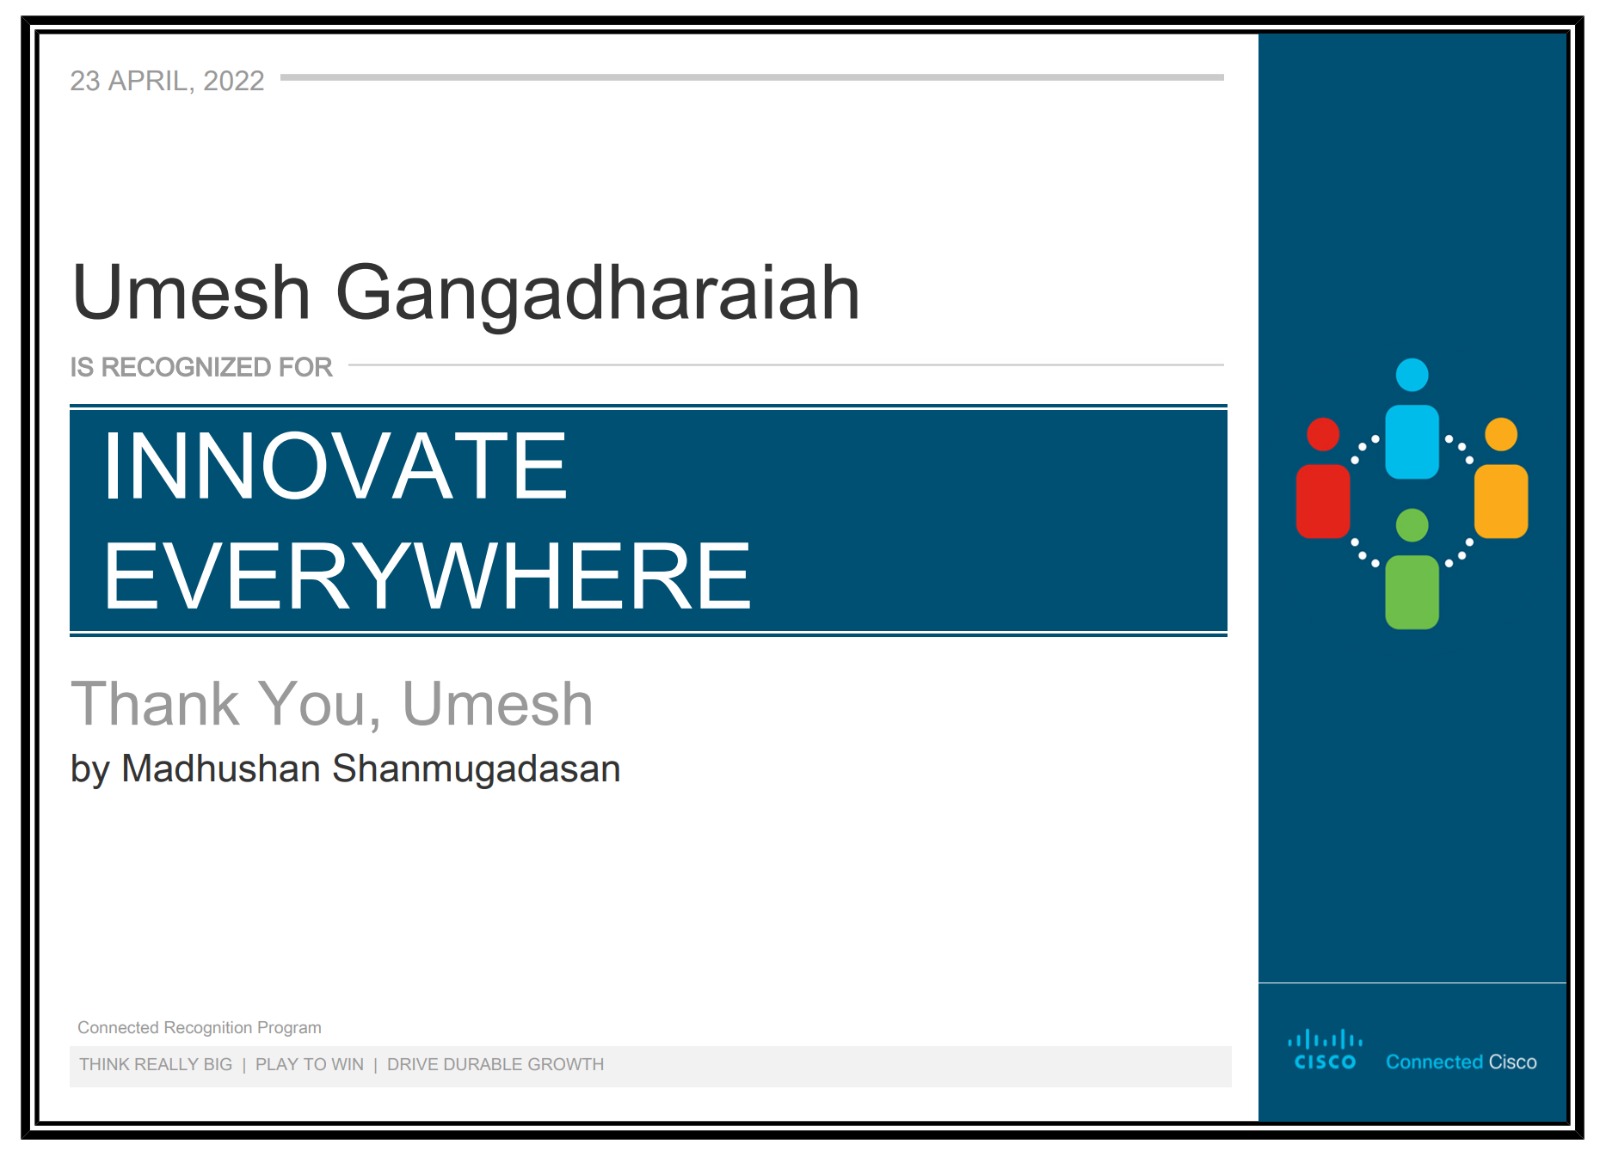 23 APRIL, 2022
Umesh Gangadharaiah
IS RECOGNIZED FOR
INNOVATE
EVERYWHERE
Thank You, Umesh
by Madhushan Shanmugadasan
Connected Recognition Program
THINK REALLY BIG | PLAY TO WIN | DRIVE DURABLE GROWTH
CISCO Connected Cisco